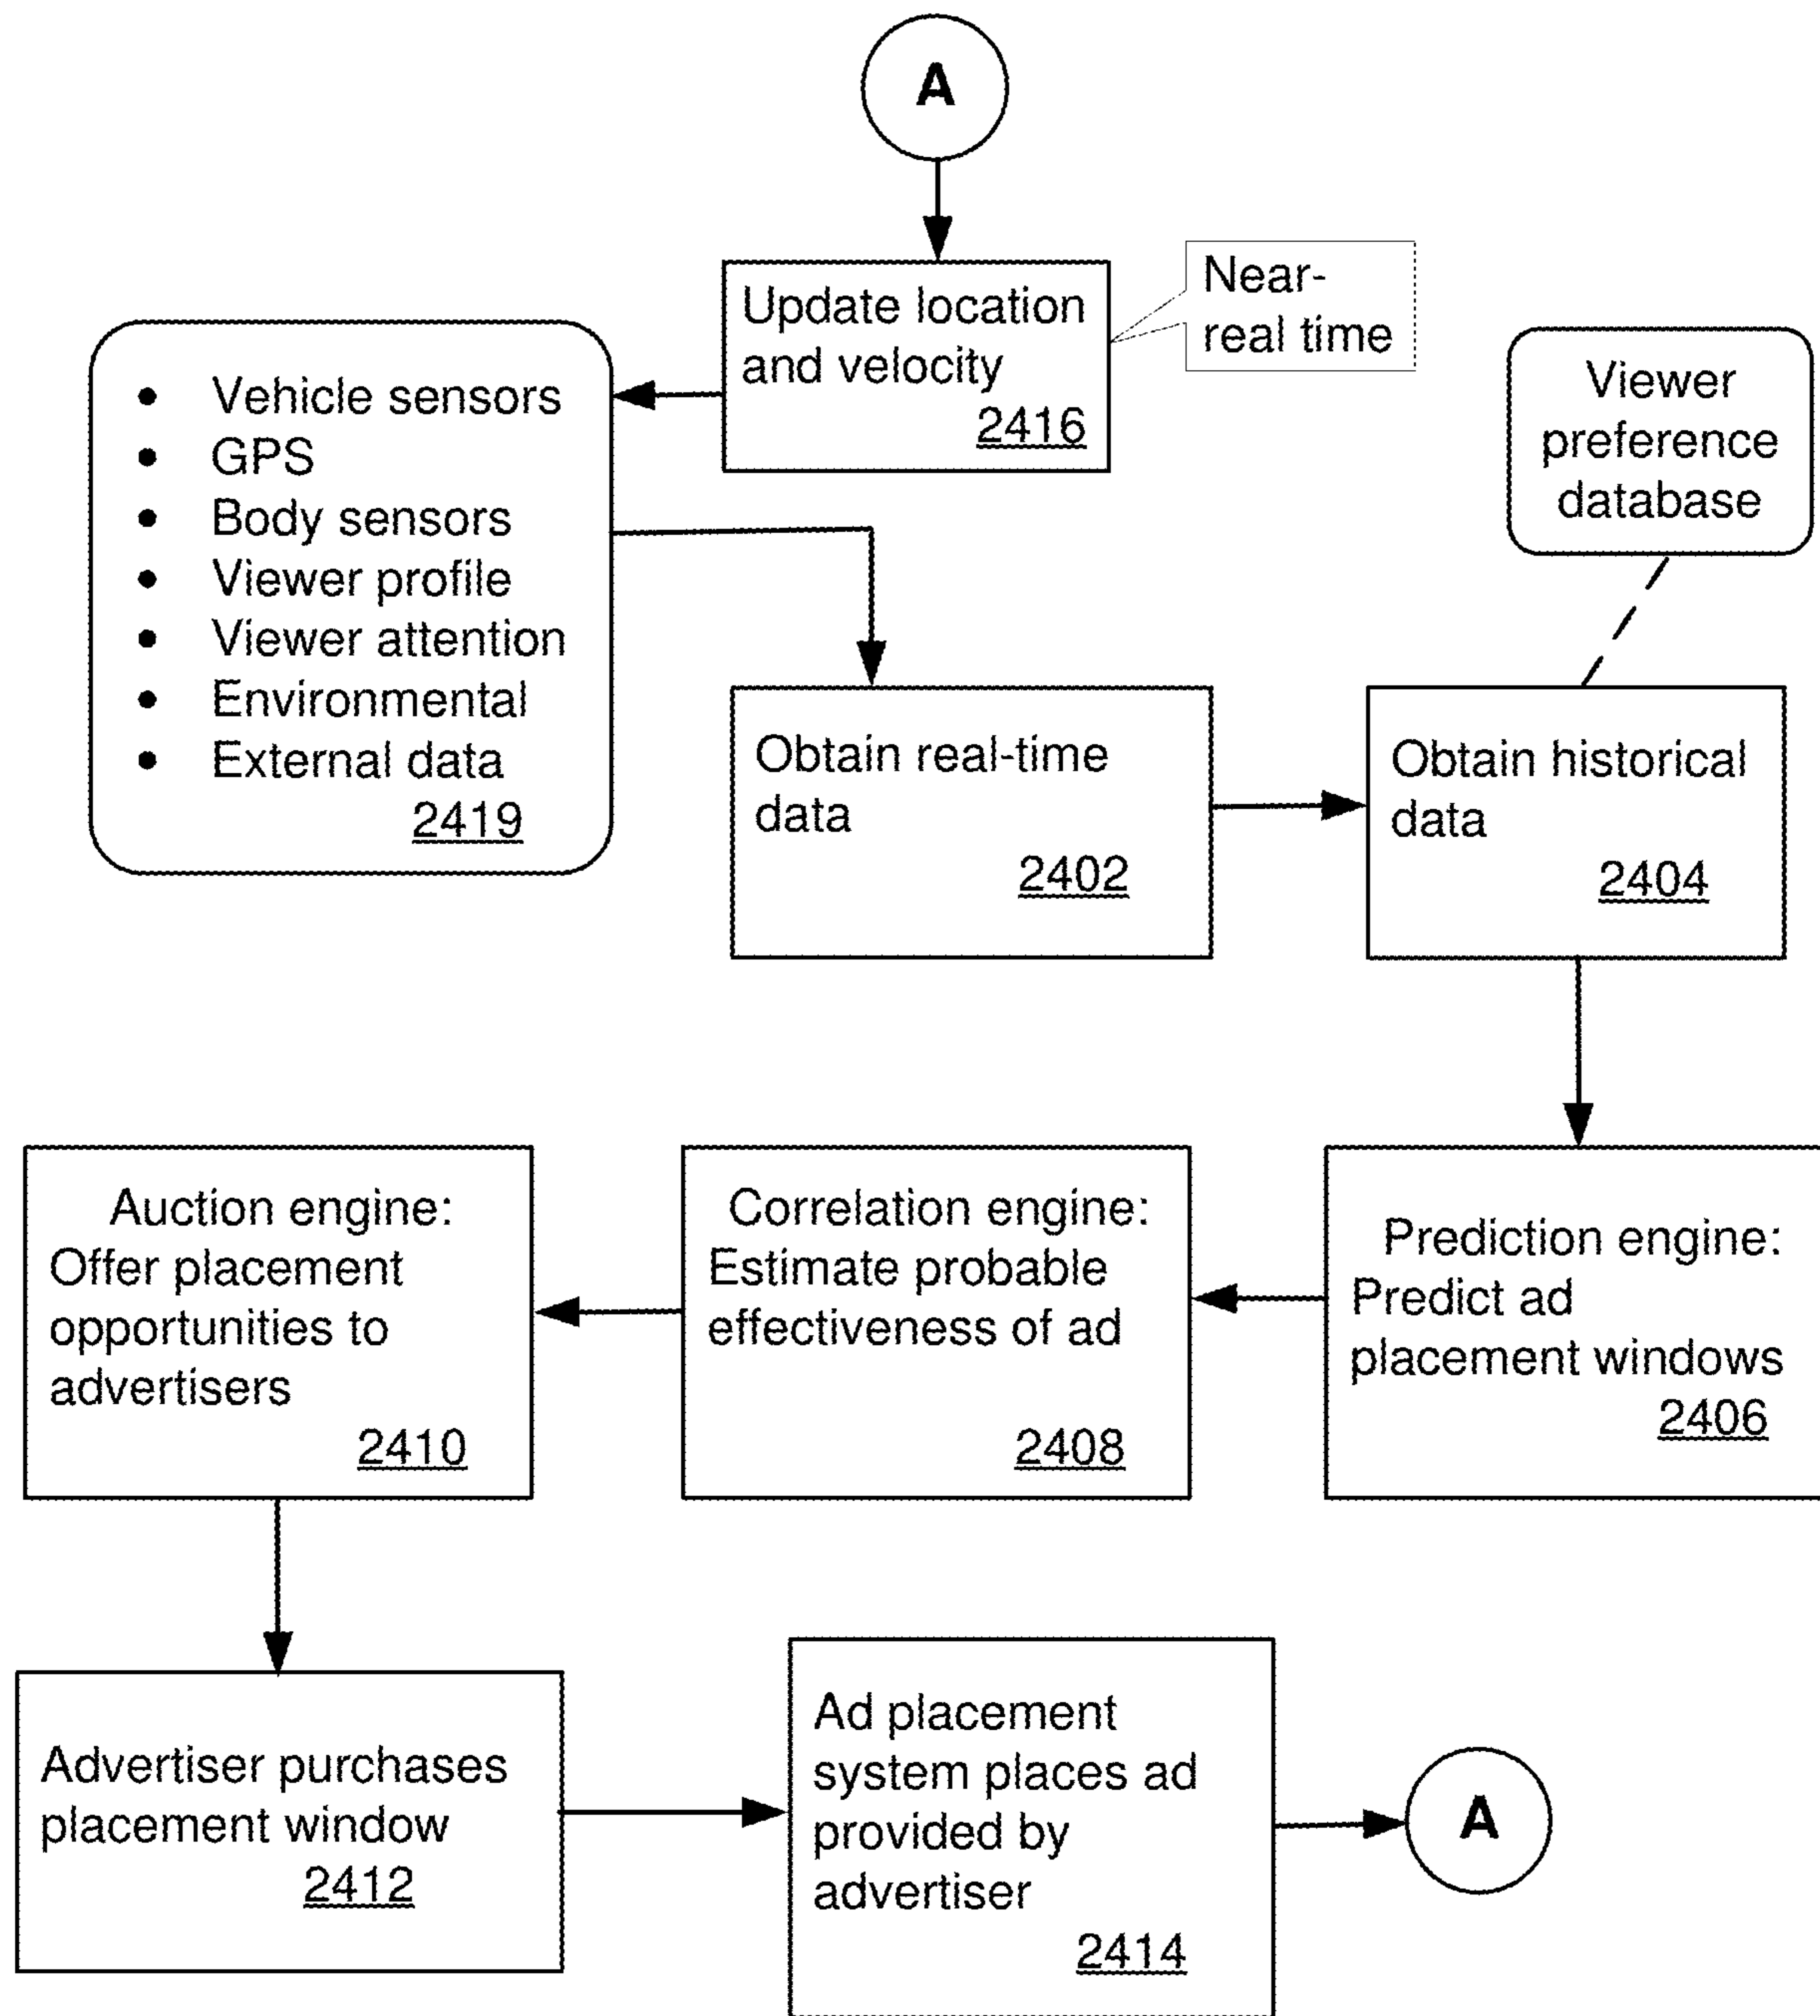 A
Update location
and velocity
2416
Near-
real time
• Vehicle sensors
• GPS
• Body sensors
• Viewer profile
• Viewer attention
• Environmental
• External data
2419
Viewer
preference
database
Obtain real-time
data
2402
Obtain historical
data
2404
Auction engine:
Offer placement
opportunities to
advertisers
2410
Correlation engine:
Estimate probable
effectiveness of ad
2408
Prediction engine:
Predict ad
placement windows
2406
Advertiser purchases
placement window
2412
Ad placement
system places ad
provided by
advertiser
2414
A